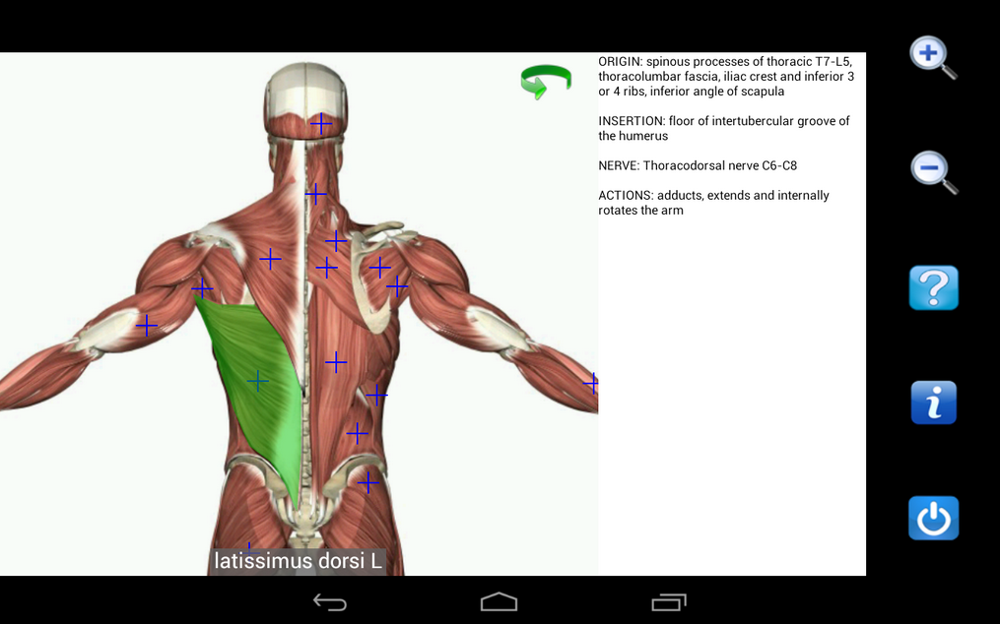 ORIGIN: spinous processes of thoracic T7-L5,
thoracolumbar fascia, iliac crest and inferior 3
or 4 ribs, inferior angle of scapula
INSERTION: floor of intertubercular groove of
the humerus
NERVE: Thoracodorsal nerve C6-C8
ACTIONS: adducts, extends and internally
rotates the arm
latissimus dorsi L